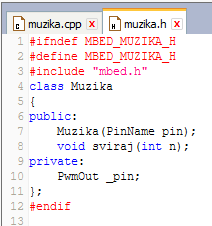 muzika.cpp x muzika.h x
1 #ifndef MBED_MUZIKA_H
2 #define MBED_MUZIKA_H
3 #include "mbed.h"
4 class Muzika
5 {
6 public:
7 Muzika(PinName pin);
8 void sviraj(int n);
9 private:
10 PwmOut _pin;
11 };
12 #endif
13